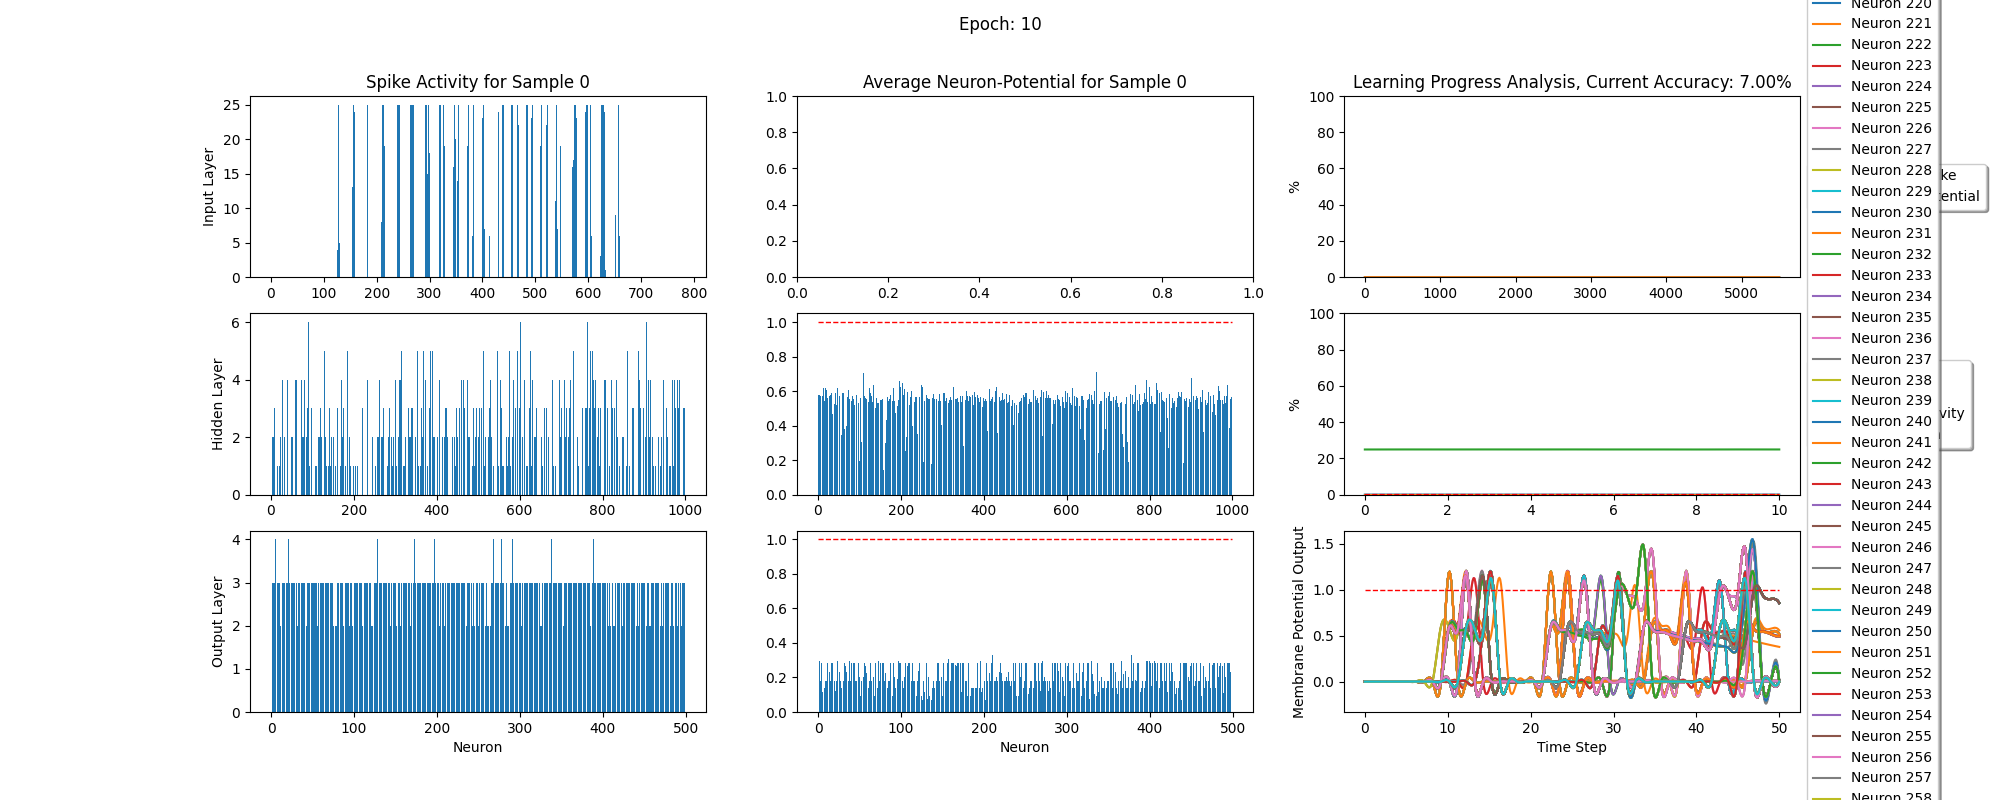 Epoch: 10
Spike Activity for Sample 0
Input Layer
25
20
15
10
5
0
0 100 200 300 400 500 600 700 800
Average Neuron-Potential for Sample 0
1.0
0.8
0.6
0.4
0.2
0.0
0.0 0.2 0.4 0.6 0.8 1.0
Learning Progress Analysis, Current Accuracy: 7.00%
%
100
80
60
40
20
0
0 1000 2000 3000 4000 5000
Hidden Layer
6
4
2
0
0 200 400 600 800 1000
1.0
0.8
0.6
0.4
0.2
0.0
0 200 400 600 800 1000
%
100
80
60
40
20
0
0 2 4 6 8 10
Output Layer
4
3
2
1
0
0 100 200 300 400 500
Neuron
1.0
0.8
0.6
0.4
0.2
0.0
0 100 200 300 400 500
Neuron
Membrane Potential Output
1.5
1.0
0.5
0.0
0 10 20 30 40 50
Time Step
Neuron 220
Neuron 221
Neuron 222
Neuron 223
Neuron 224
Neuron 225
Neuron 226
Neuron 227
Neuron 228
Neuron 229
Neuron 230
Neuron 231
Neuron 232
Neuron 233
Neuron 234
Neuron 235
Neuron 236
Neuron 237
Neuron 238
Neuron 239
Neuron 240
Neuron 241
Neuron 242
Neuron 243
Neuron 244
Neuron 245
Neuron 246
Neuron 247
Neuron 248
Neuron 249
Neuron 250
Neuron 251
Neuron 252
Neuron 253
Neuron 254
Neuron 255
Neuron 256
Neuron 257
Neuron 258